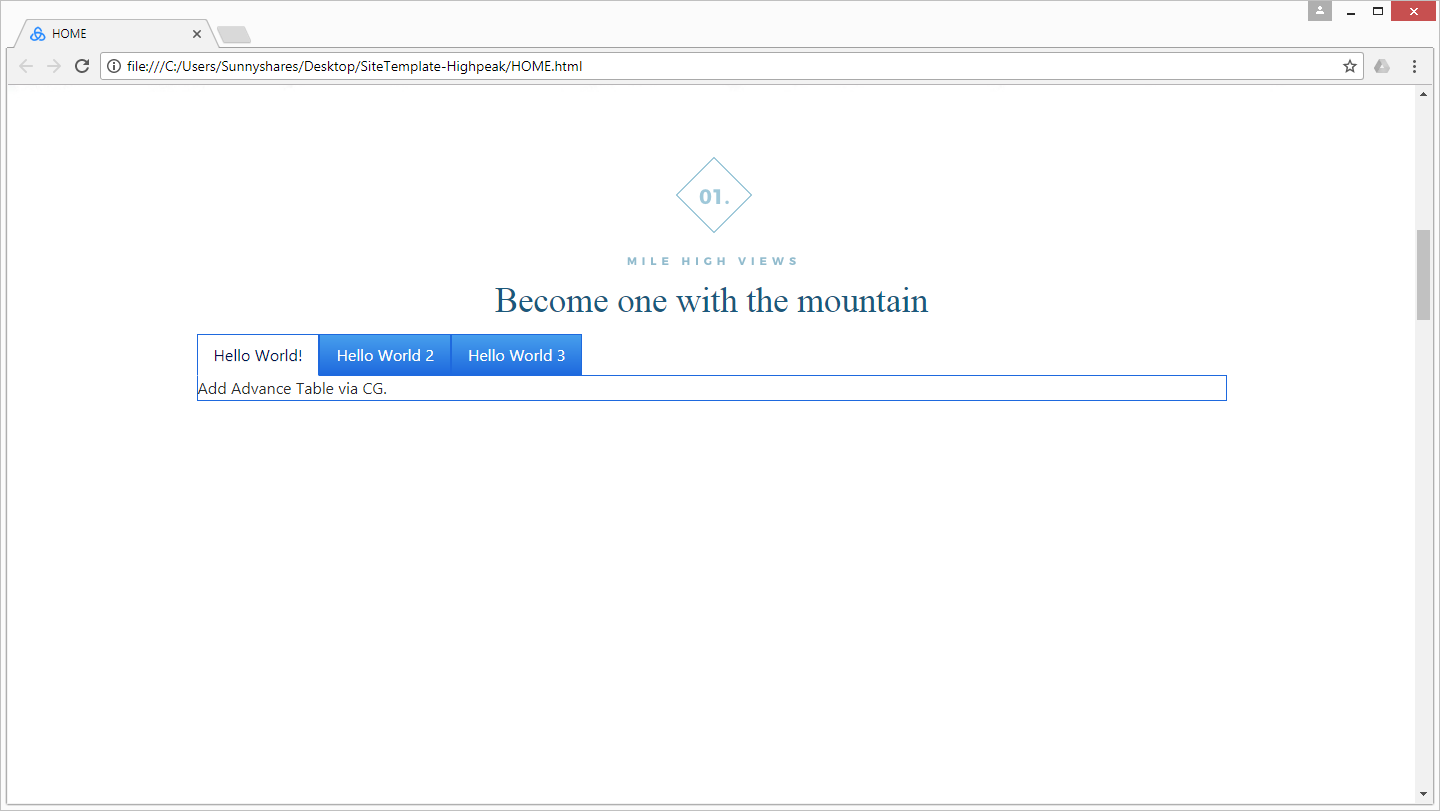 HOME
file:///C:/Users/Sunnyshares/Desktop/SiteTemplate-Highpeak/HOME.html
01.
MILE HIGH VIEWS
Become one with the mountain
Hello World! Hello World 2 Hello World 3
Add Advance Table via CG.